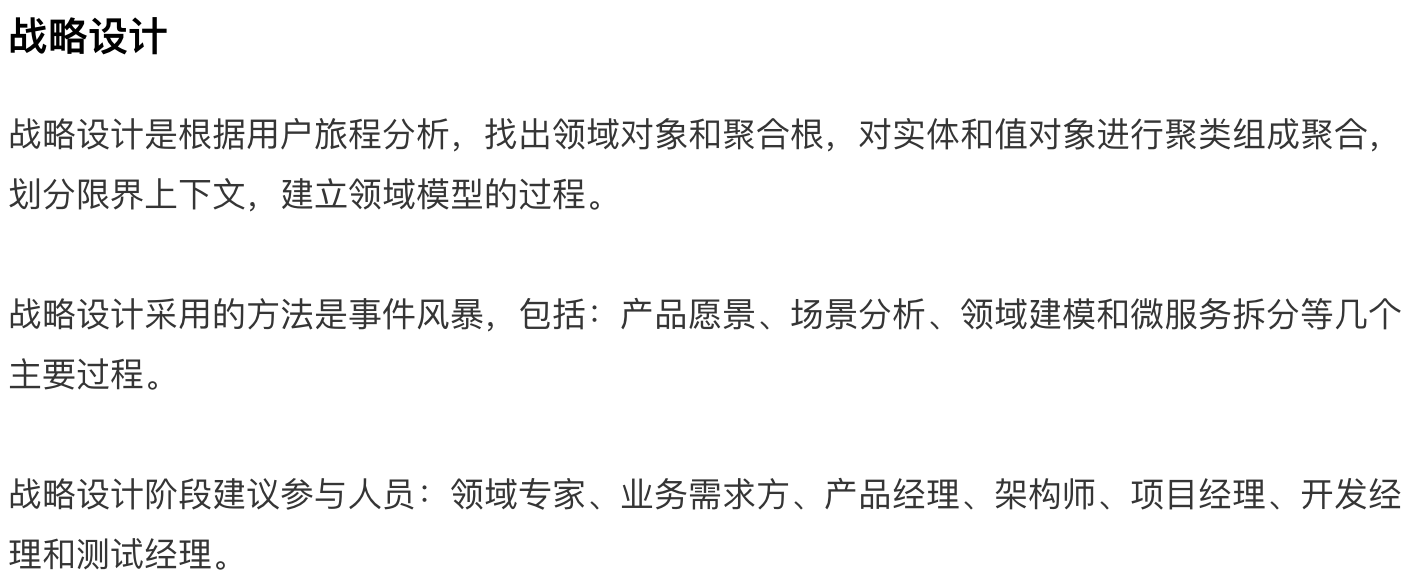 战略设计
战略设计是根据用户旅程分析，找出领域对象和聚合根，对实体和值对象进行聚类组成聚合，
划分限界上下文，建立领域模型的过程。
战略设计采用的方法是事件风暴，包括：产品愿景、场景分析、领域建模和微服务拆分等几个
主要过程。
战略设计阶段建议参与人员：领域专家、业务需求方、产品经理、架构师、项目经理、开发经
理和测试经理。